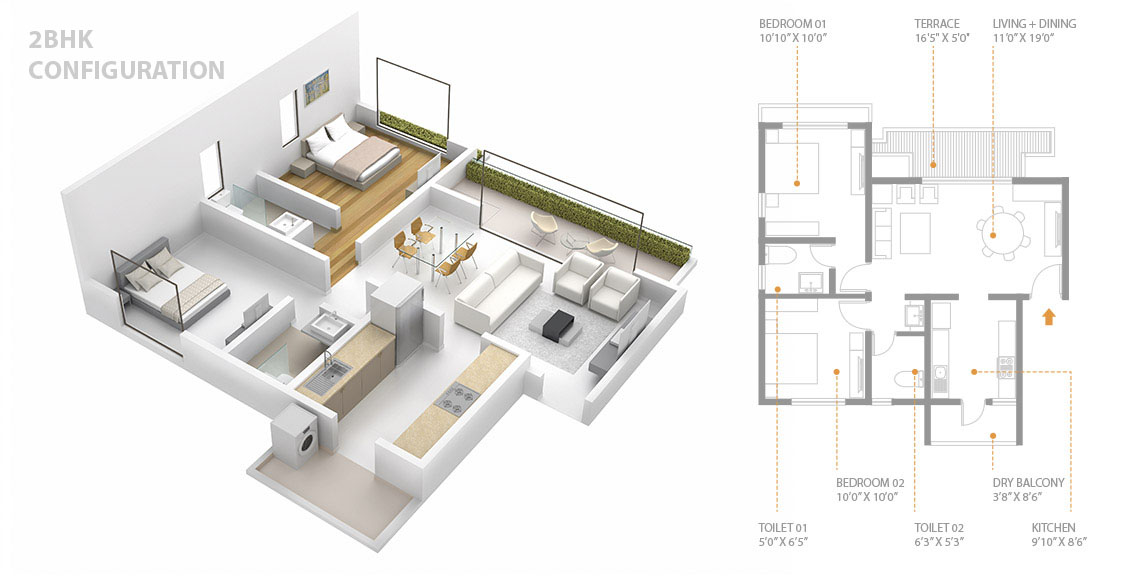 2BHK
CONFIGURATION
BEDROOM 01
10'10” X 10'0”
TERRACE
16'5" X 5'0"
LIVING + DINING
11'0” X 19'0”
BEDROOM 02
10'0” X 10'0”
DRY BALCONY
3'8” X 8'6”
TOILET 01
5'0” X 6'5”
TOILET 02
6'3” X 5'3”
KITCHEN
9'10” X 8'6”